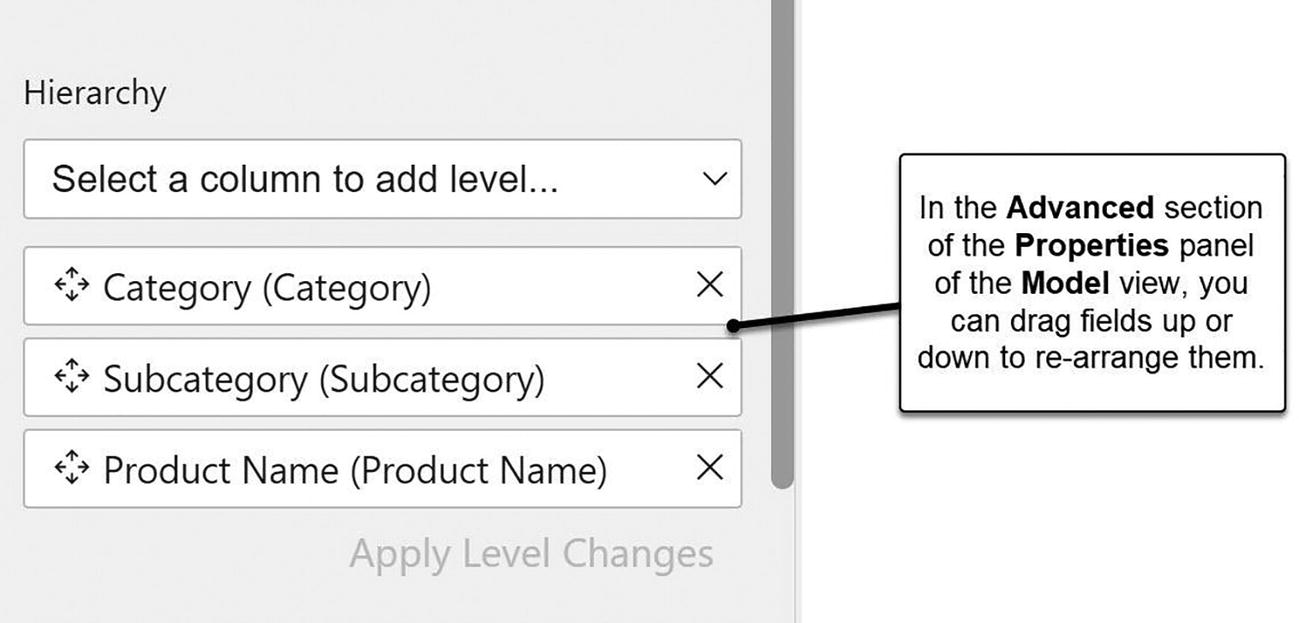 Hierarchy
Select a column to add level...
Category (Category)
Subcategory (Subcategory)
Product Name (Product Name)
Apply Level Changes
In the Advanced section
of the Properties panel
of the Model view, you
can drag fields up or
down to re-arrange them.